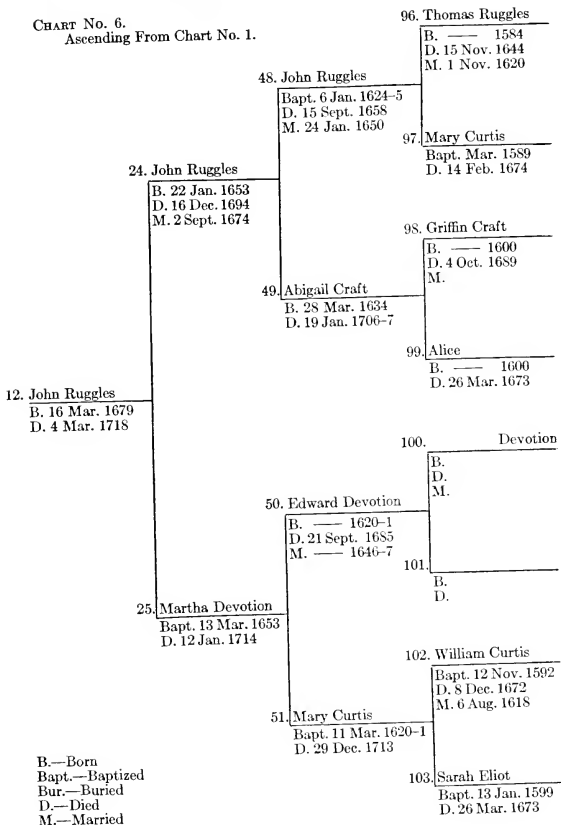 CHART NO. 6.
Ascending From Chart No. 1.
96. Thomas Ruggles
B. —— 1584
D. 15 Nov. 1644
M. 1 Nov. 1620
48. John Ruggles
Bapt. 6 Jan. 1624–5
D. 15 Sept. 1658
M. 24 Jan. 1650
97. Mary Curtis
Bapt. Mar. 1589
D. 14 Feb. 1674
24. John Ruggles
B. 22 Jan. 1653
D. 16 Dec. 1694
M. 2 Sept. 1674
98. Griffin Craft
B. —— 1600
D. 4 Oct. 1689
M.
49. Abigail Craft
B. 28 Mar. 1634
D. 19 Jan. 1706–7
99. Alice
B. —— 1600
D. 26 Mar. 1673
12. John Ruggles
B. 16 Mar. 1679
D. 4 Mar. 1718
100. Devotion
B.
D.
M.
50. Edward Devotion
B. —— 1620–1
D. 21 Sept. 1685
M. —— 1646–7
101.
B.
D.
25. Martha Devotion
Bapt. 13 Mar. 1653
D. 12 Jan. 1714
102. William Curtis
Bapt. 12 Nov. 1592
D. 8 Dec. 1672
M. 6 Aug. 1618
51. Mary Curtis
Bapt. 11 Mar. 1620–1
D. 29 Dec. 1713
103. Sarah Eliot
Bapt. 13 Jan. 1599
D. 26 Mar. 1673
B.—Born
Bapt.—Baptized
Bur.—Buried
D.—Died
M.—Married